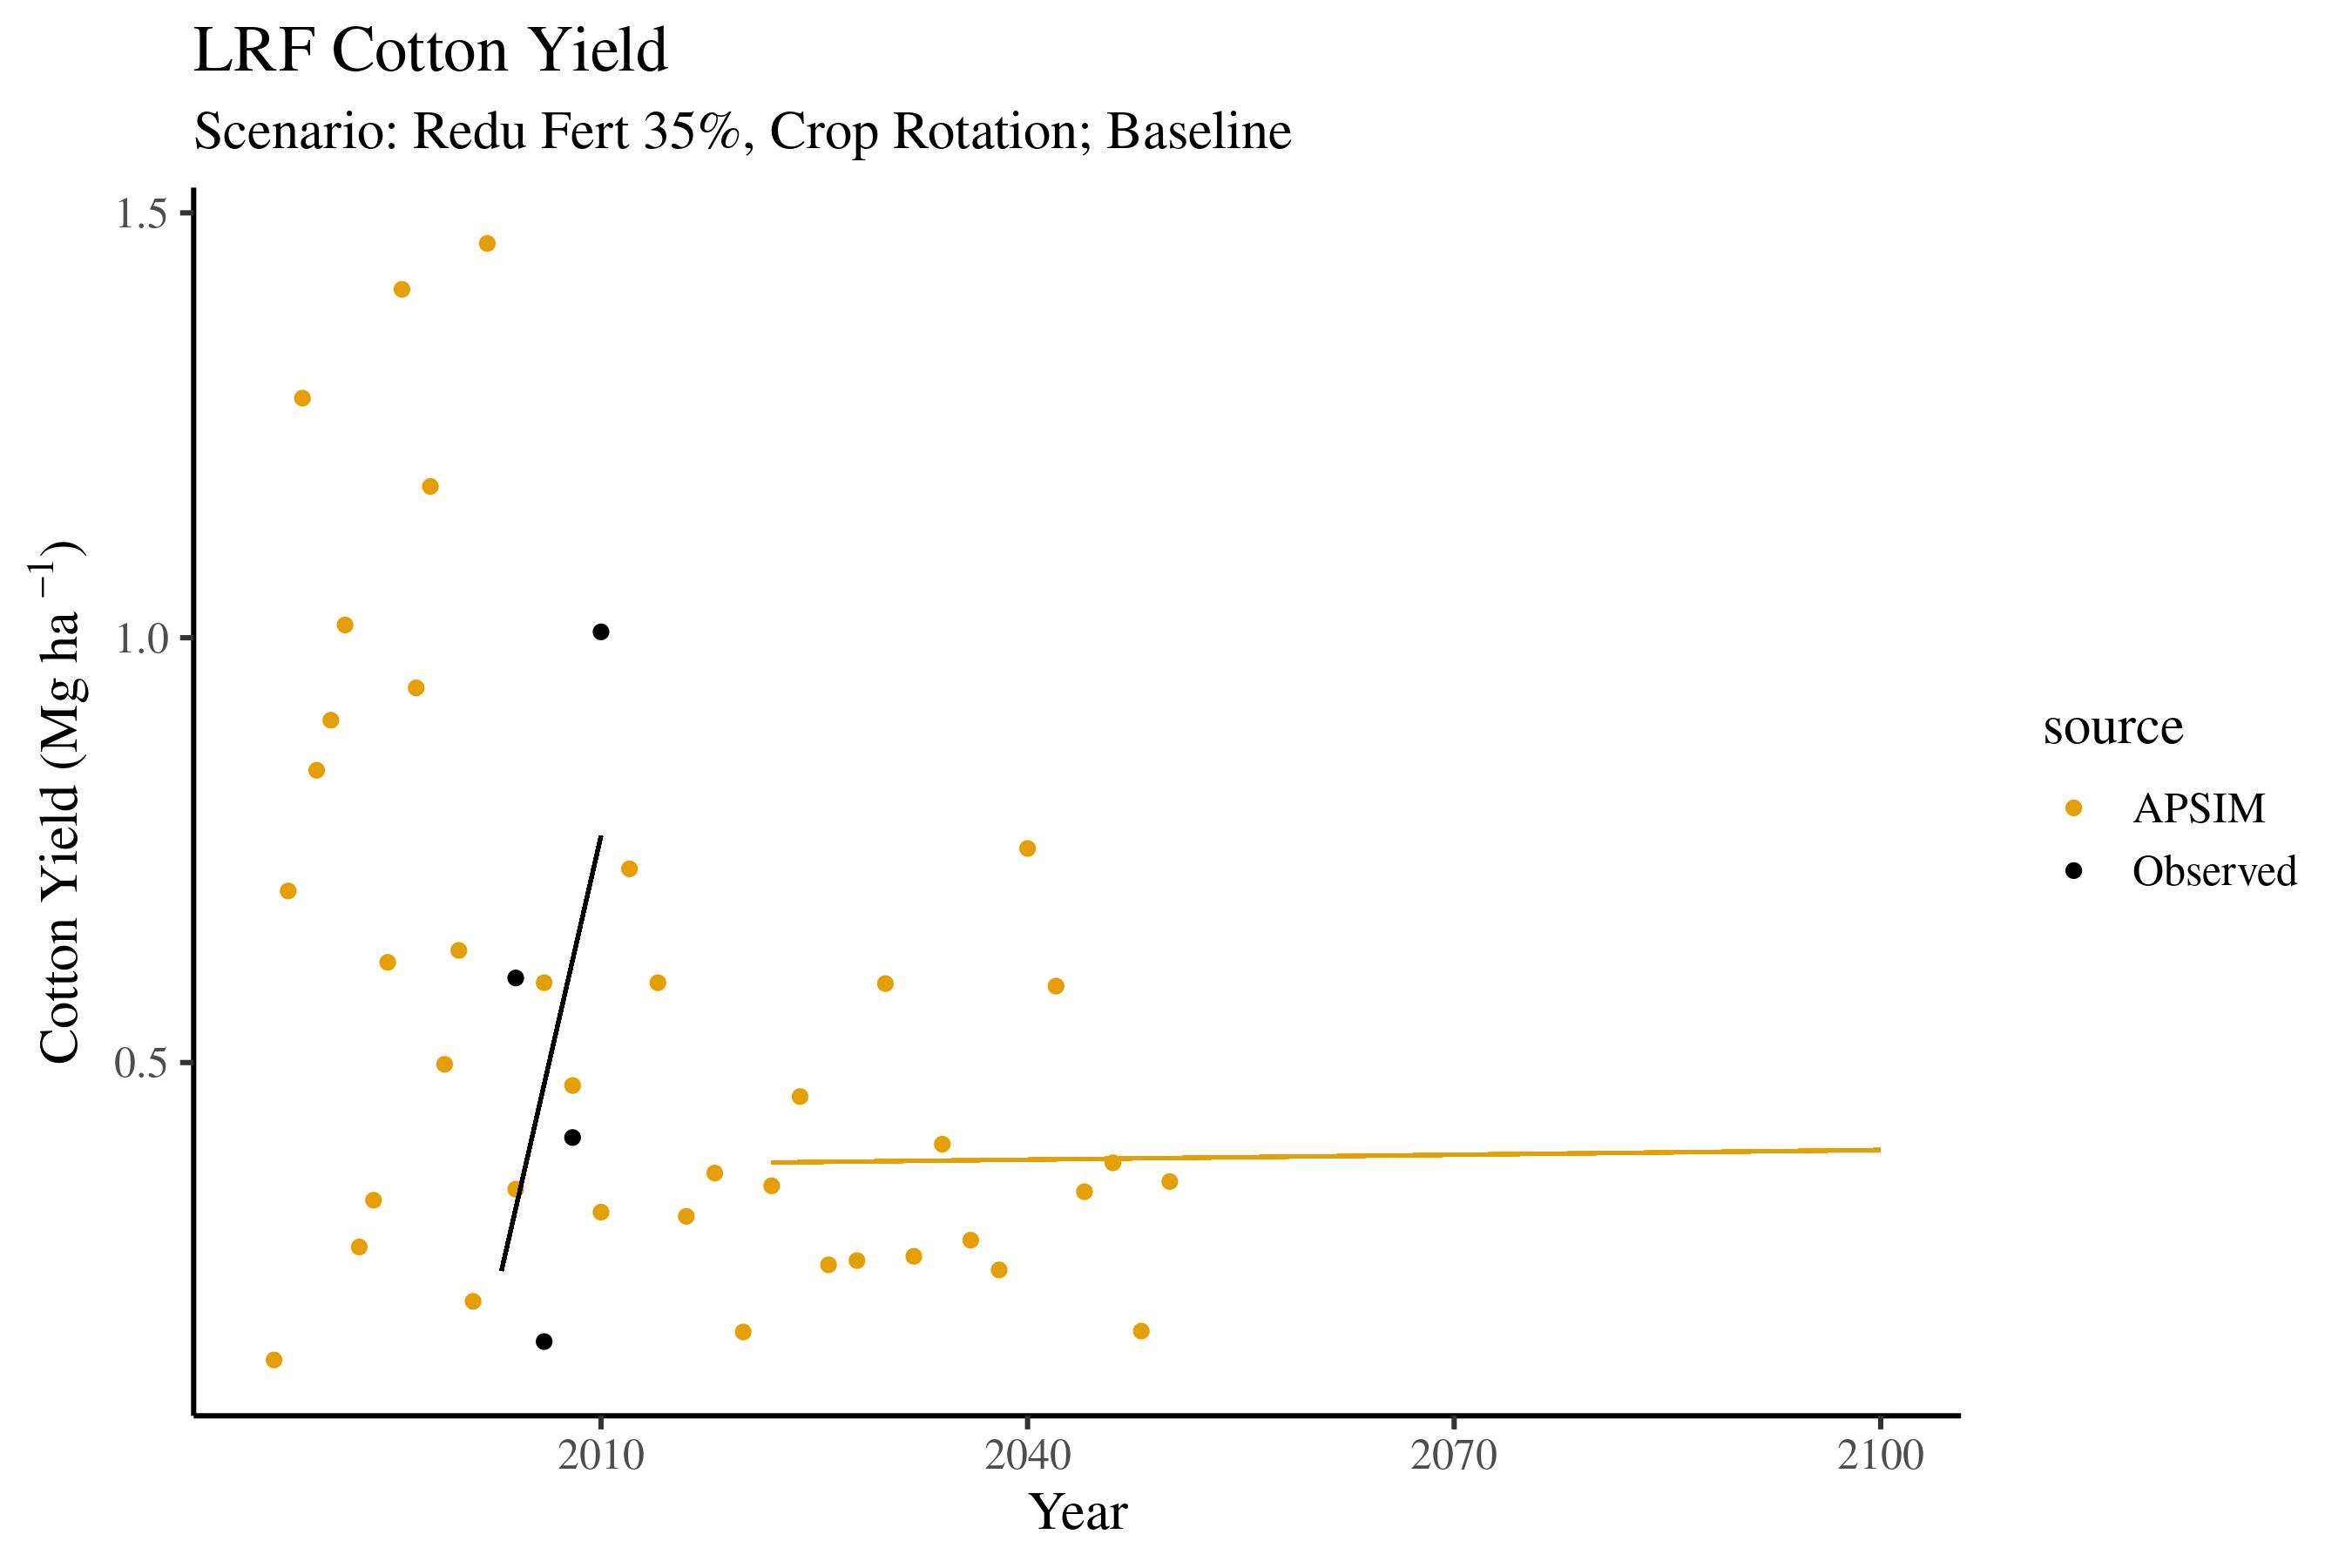 LRF Cotton Yield
Scenario: Redu Fert 35%, Crop Rotation; Baseline
Cotton Yield (Mg ha⁻¹)
1.5
1.0
0.5
2010 2040 2070 2100
Year
source
APSIM
Observed